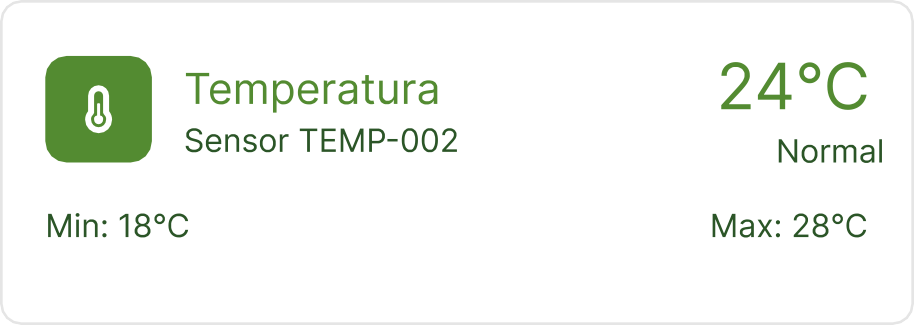 Temperatura
24°C
Sensor TEMP-002
Normal
Min: 18°C
Max: 28°C